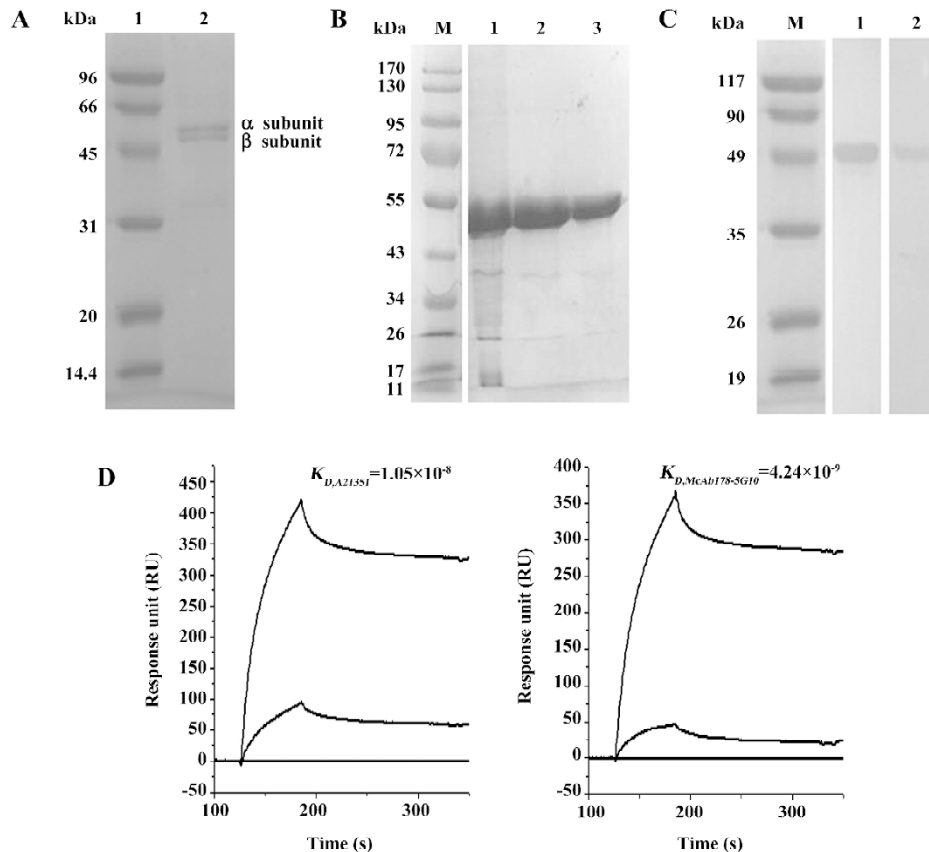 A
kDa 1 2
96
66
45
31
20
14.4
α subunit
β subunit
B
kDa M 1 2 3
170
130
95
72
55
43
34
26
17
11
C
kDa M 1 2
117
90
49
35
26
19
D
K_{D,A21351}=1.05×10^{-8}
Response unit (RU)
450
400
350
300
250
200
150
100
50
0
-50
100 200 300
Time (s)
K_{D,McAb178-5G10}=4.24×10^{-9}
Response unit (RU)
400
350
300
250
200
150
100
50
0
-50
100 200 300
Time (s)